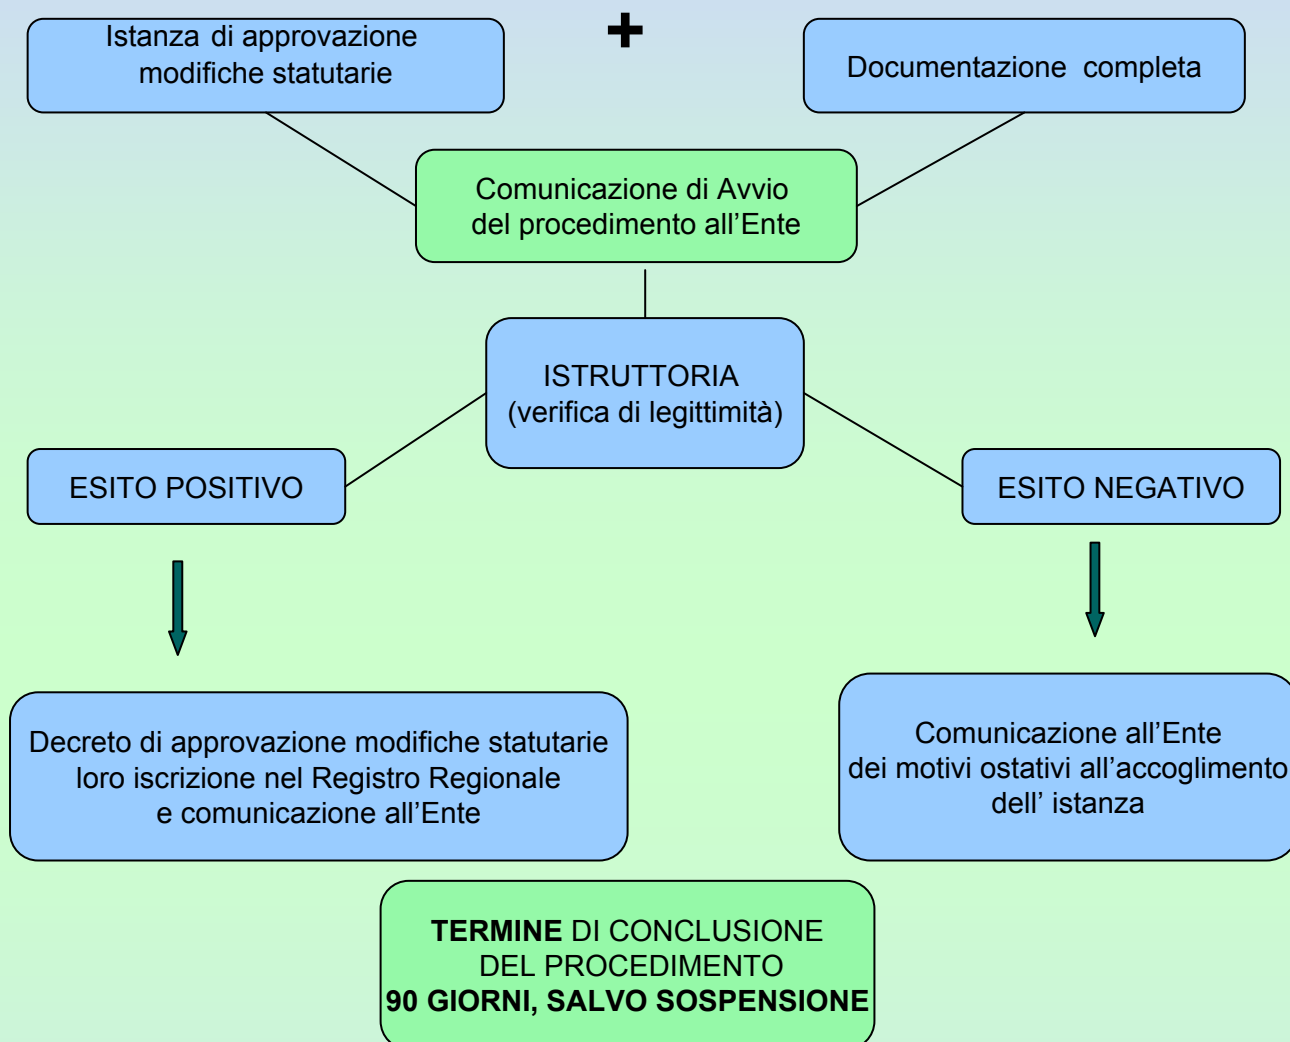 Istanza di approvazione
modifiche statutarie
+
Documentazione completa
Comunicazione di Avvio
del procedimento all’Ente
ISTRUTTORIA
(verifica di legittimità)
ESITO POSITIVO
ESITO NEGATIVO
Decreto di approvazione modifiche statutarie
loro iscrizione nel Registro Regionale
e comunicazione all’Ente
Comunicazione all’Ente
dei motivi ostativi all’accoglimento
dell’ istanza
TERMINE DI CONCLUSIONE
DEL PROCEDIMENTO
90 GIORNI, SALVO SOSPENSIONE